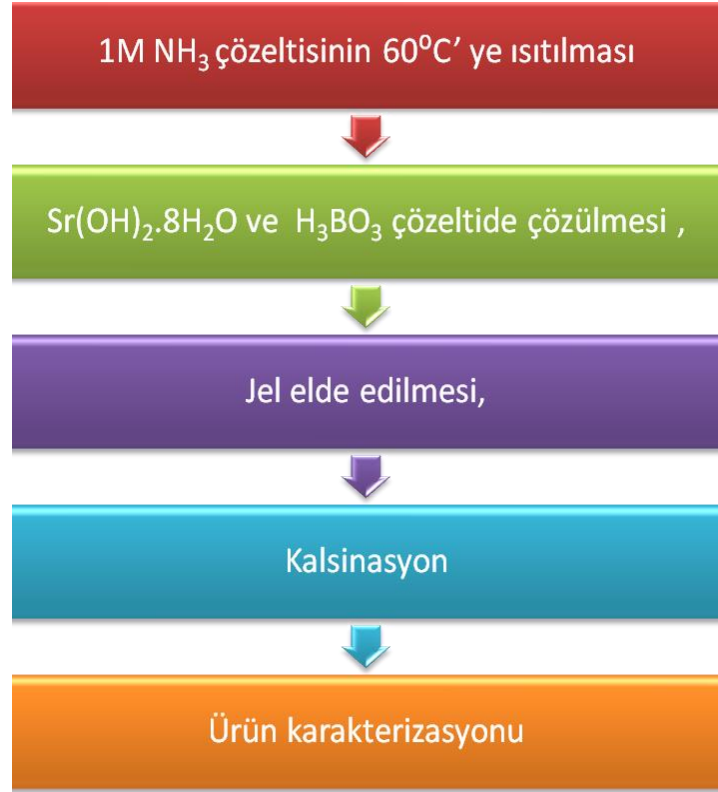 1M NH₃ çözeltisinin 60⁰C’ ye ısıtılması
Sr(OH)₂.8H₂O ve H₃BO₃ çözeltide çözülmesi ,
Jel elde edilmesi,
Kalsinasyon
Ürün karakterizasyonu